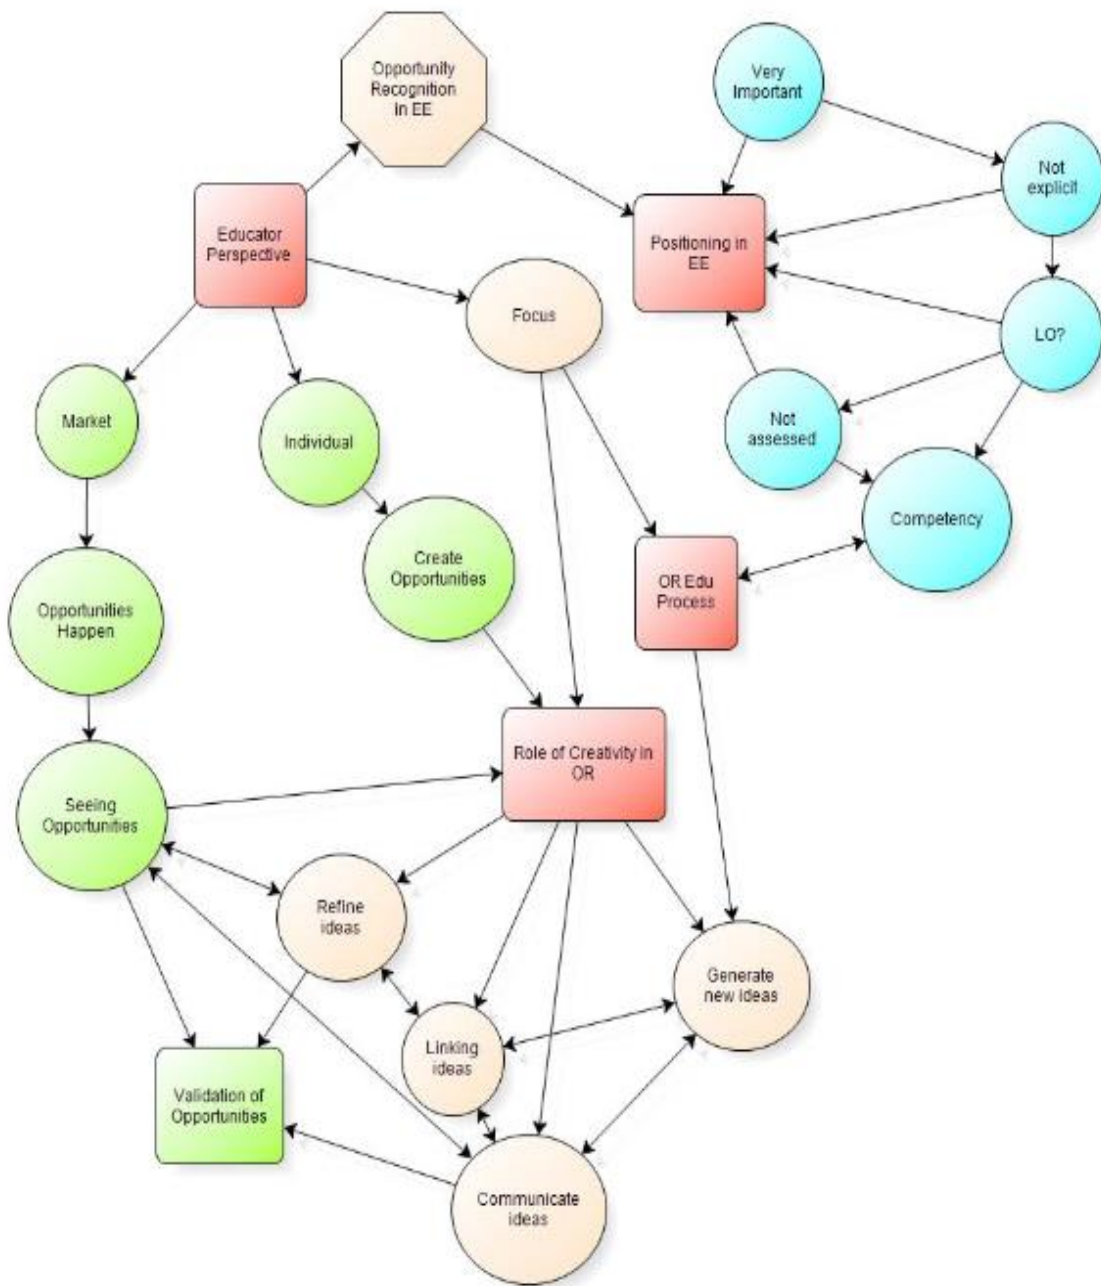 Opportunity
Recognition
in EE
Very
Important
Not
explicit
Educator
Perspective
Positioning in
EE
Focus
LO?
Market
Individual
Not
assessed
Competency
Create
Opportunities
OR Edu
Process
Opportunities
Happen
Role of Creativity in
OR
Seeing
Opportunities
Refine
ideas
Generate
new ideas
Linking
ideas
Validation of
Opportunities
Communicate
ideas